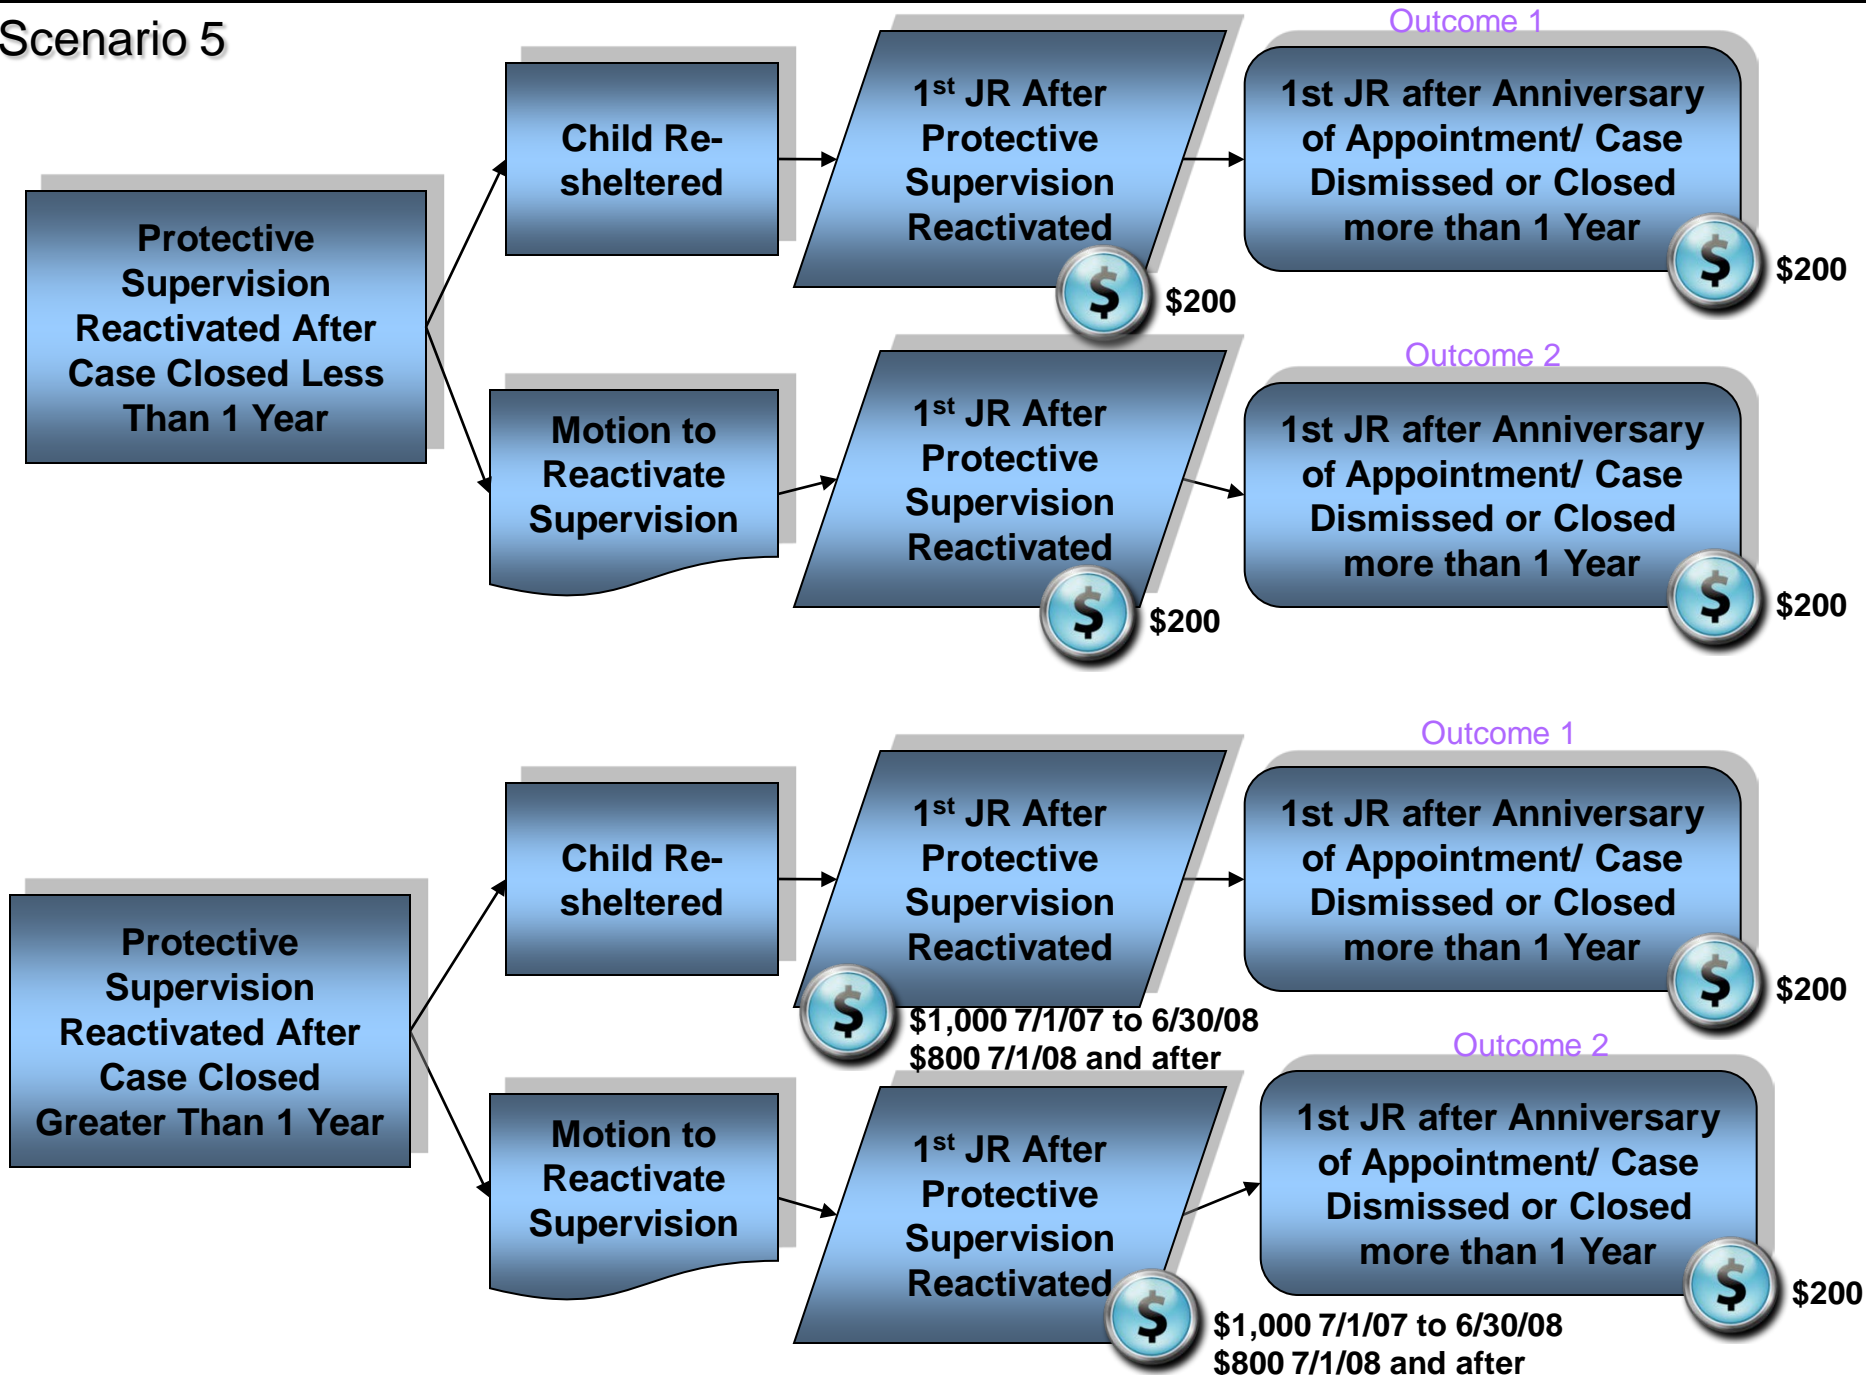 Scenario 5
Protective
Supervision
Reactivated After
Case Closed Less
Than 1 Year
Child Re-
sheltered
1st JR After
Protective
Supervision
Reactivated
$200
Outcome 1
1st JR after Anniversary
of Appointment/ Case
Dismissed or Closed
more than 1 Year
$200
Motion to
Reactivate
Supervision
1st JR After
Protective
Supervision
Reactivated
$200
Outcome 2
1st JR after Anniversary
of Appointment/ Case
Dismissed or Closed
more than 1 Year
$200
Protective
Supervision
Reactivated After
Case Closed
Greater Than 1 Year
Child Re-
sheltered
1st JR After
Protective
Supervision
Reactivated
$1,000 7/1/07 to 6/30/08
$800 7/1/08 and after
Outcome 1
1st JR after Anniversary
of Appointment/ Case
Dismissed or Closed
more than 1 Year
$200
Motion to
Reactivate
Supervision
1st JR After
Protective
Supervision
Reactivated
$1,000 7/1/07 to 6/30/08
$800 7/1/08 and after
Outcome 2
1st JR after Anniversary
of Appointment/ Case
Dismissed or Closed
more than 1 Year
$200